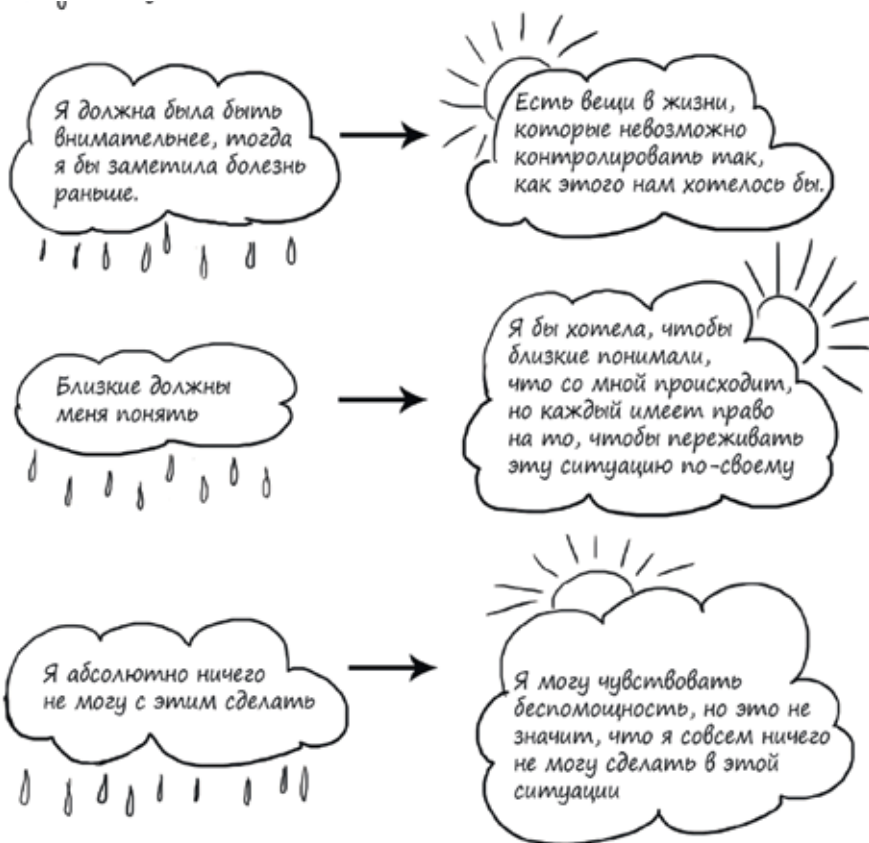 Я должна была быть
внимательнее, тогда
я бы заметила болезнь
раньше.
Есть вещи в жизни,
которые невозможно
контролировать так,
как этого нам хотелось бы.
Близкие должны
меня понять
Я бы хотела, чтобы
близкие понимали,
что со мной происходит,
но каждый имеет право
на то, чтобы переживать
эту ситуацию по-своему
Я абсолютно ничего
не могу с этим сделать
Я могу чувствовать
беспомощность, но это не
значит, что я совсем ничего
не могу сделать в этой
ситуации